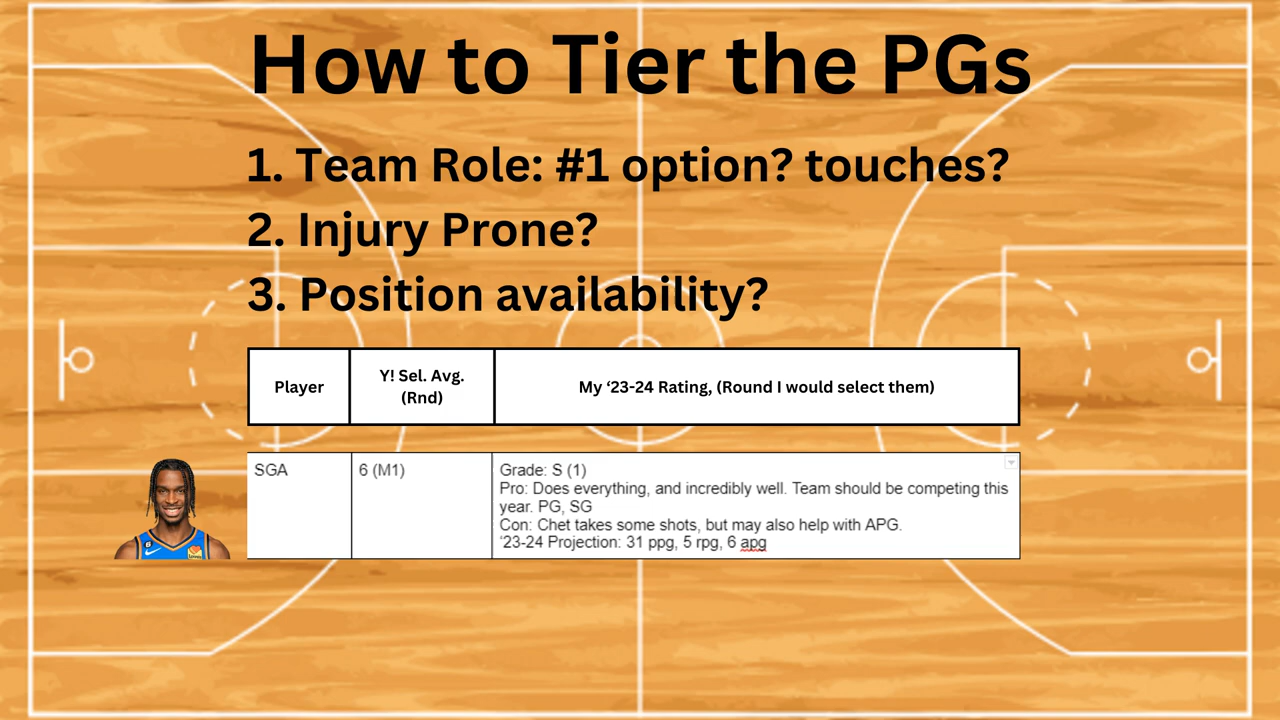 How to Tier the PGs
1. Team Role: #1 option? touches?
2. Injury Prone?
3. Position availability?
Player
Y! Sel. Avg.
(Rnd)
My ‘23-24 Rating, (Round I would select them)
SGA
6 (M1)
Grade: S (1)
Pro: Does everything, and incredibly well. Team should be competing this
year. PG, SG
Con: Chet takes some shots, but may also help with APG.
‘23-24 Projection: 31 ppg, 5 rpg, 6 apg